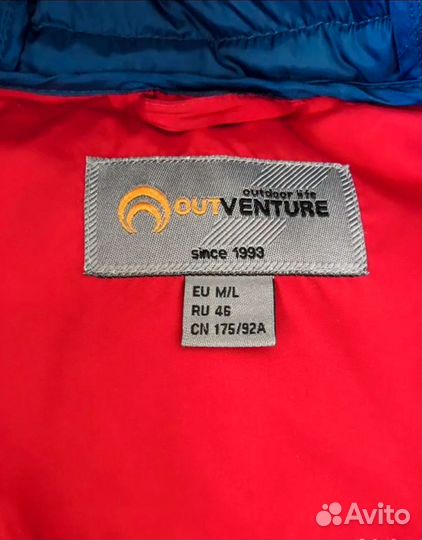 outdoor life
OUTVENTURE
since 1993
EU M/L
RU 46
CN 175/92A
Avito